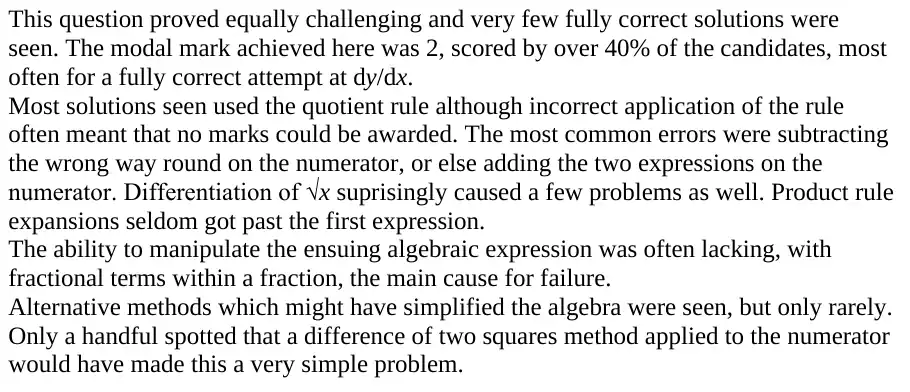 This question proved equally challenging and very few fully correct solutions were
seen. The modal mark achieved here was 2, scored by over 40% of the candidates, most
often for a fully correct attempt at dy/dx.
Most solutions seen used the quotient rule although incorrect application of the rule
often meant that no marks could be awarded. The most common errors were subtracting
the wrong way round on the numerator, or else adding the two expressions on the
numerator. Differentiation of √x suprisingly caused a few problems as well. Product rule
expansions seldom got past the first expression.
The ability to manipulate the ensuing algebraic expression was often lacking, with
fractional terms within a fraction, the main cause for failure.
Alternative methods which might have simplified the algebra were seen, but only rarely.
Only a handful spotted that a difference of two squares method applied to the numerator
would have made this a very simple problem.